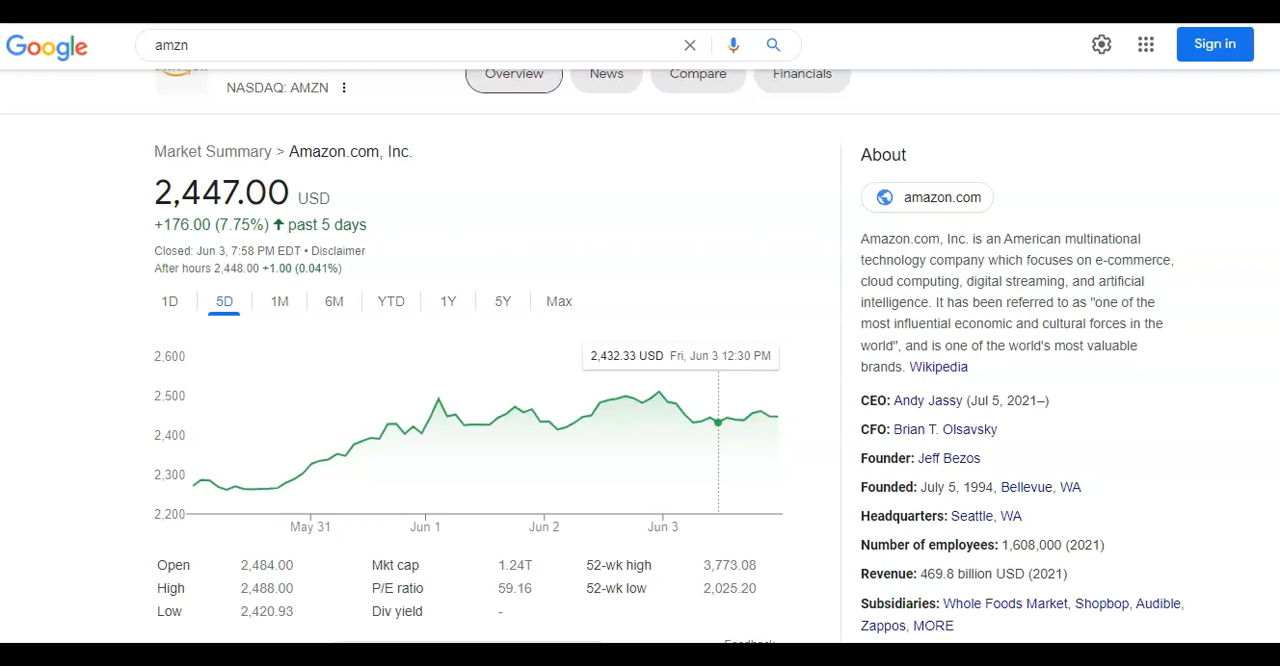 Google
amzn
Sign in
Overview News Compare Financials
NASDAQ: AMZN
Market Summary > Amazon.com, Inc.
2,447.00 USD
+176.00 (7.75%) ↑ past 5 days
Closed: Jun 3, 7:58 PM EDT • Disclaimer
After hours 2,448.00 +1.00 (0.041%)
1D 5D 1M 6M YTD 1Y 5Y Max
2,432.33 USD Fri, Jun 3 12:30 PM
2,600
2,500
2,400
2,300
2,200
May 31 Jun 1 Jun 2 Jun 3
Open 2,484.00 Mkt cap 1.24T 52-wk high 3,773.08
High 2,488.00 P/E ratio 59.16 52-wk low 2,025.20
Low 2,420.93 Div yield -
Feedback
About
amazon.com
Amazon.com, Inc. is an American multinational
technology company which focuses on e-commerce,
cloud computing, digital streaming, and artificial
intelligence. It has been referred to as "one of the
most influential economic and cultural forces in the
world", and is one of the world's most valuable
brands. Wikipedia
CEO: Andy Jassy (Jul 5, 2021–)
CFO: Brian T. Olsavsky
Founder: Jeff Bezos
Founded: July 5, 1994, Bellevue, WA
Headquarters: Seattle, WA
Number of employees: 1,608,000 (2021)
Revenue: 469.8 billion USD (2021)
Subsidiaries: Whole Foods Market, Shopbop, Audible,
Zappos, MORE